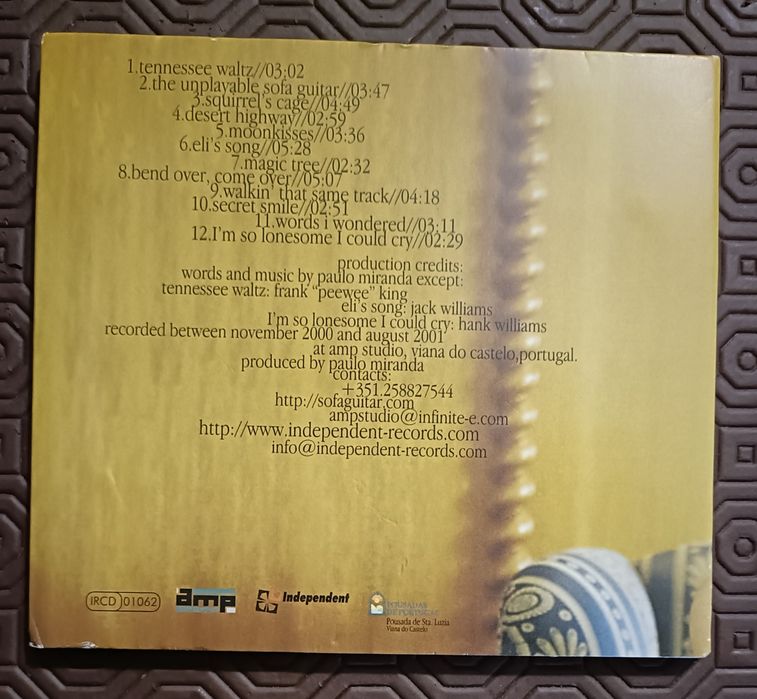 1.tennessee waltz//03:02
2.the unplayable sofa guitar//03:47
3.squirrel's cage//04:49
4.desert highway//02:59
5.moonkisses//03:36
6.eli's song//05:28
7.magic tree//02:32
8.bend over, come over//05:07
9.walkin' that same track//04:18
10.secret smile//02:51
11.words i wondered//03:11
12.I'm so lonesome I could cry//02:29
production credits:
words and music by paulo miranda except:
tennessee waltz: frank "peewee" king
eli's song: jack williams
I'm so lonesome I could cry: hank williams
recorded between november 2000 and august 2001
at amp studio, viana do castelo,portugal.
produced by paulo miranda
contacts:
+351.258827544
http://sofaguitar.com
ampstudio@infinite-e.com
http://www.independent-records.com
info@independent-records.com
IRCD 01062
amp
Independent
POUSADAS
DE PORTUGAL
Pousada de Sta. Luzia
Viana do Castelo